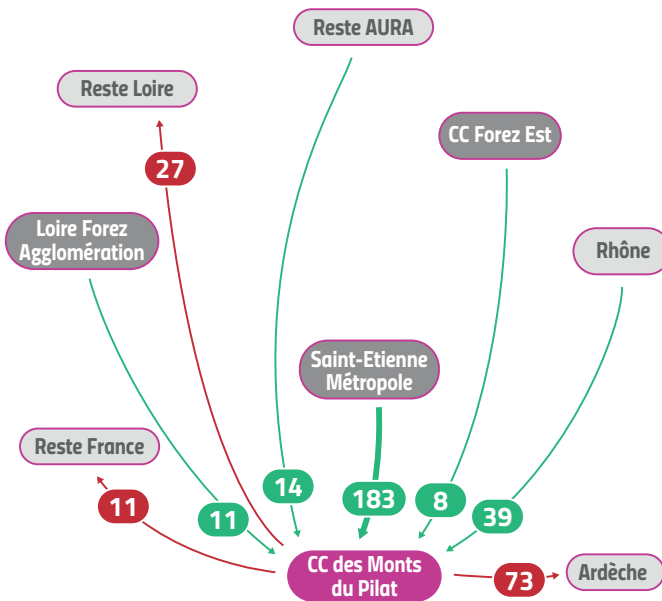 Reste AURA
Reste Loire
CC Forez Est
27
Loire Forez
Agglomération
Rhône
Saint-Etienne
Métropole
Reste France
14
183
8
11
11
39
CC des Monts
du Pilat
73
Ardèche